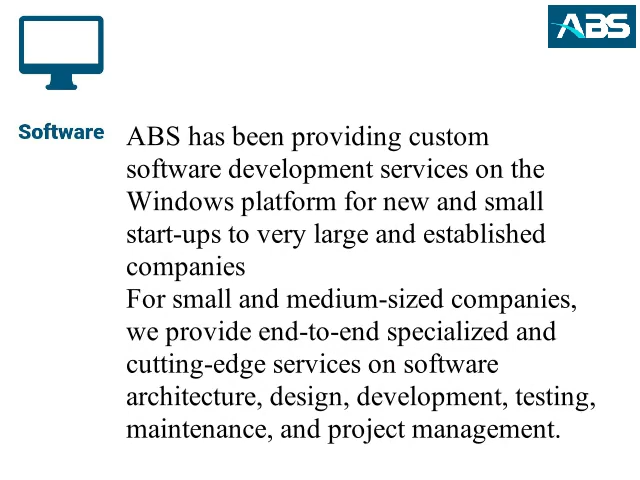 ABS
Software
ABS has been providing custom
software development services on the
Windows platform for new and small
start-ups to very large and established
companies
For small and medium-sized companies,
we provide end-to-end specialized and
cutting-edge services on software
architecture, design, development, testing,
maintenance, and project management.